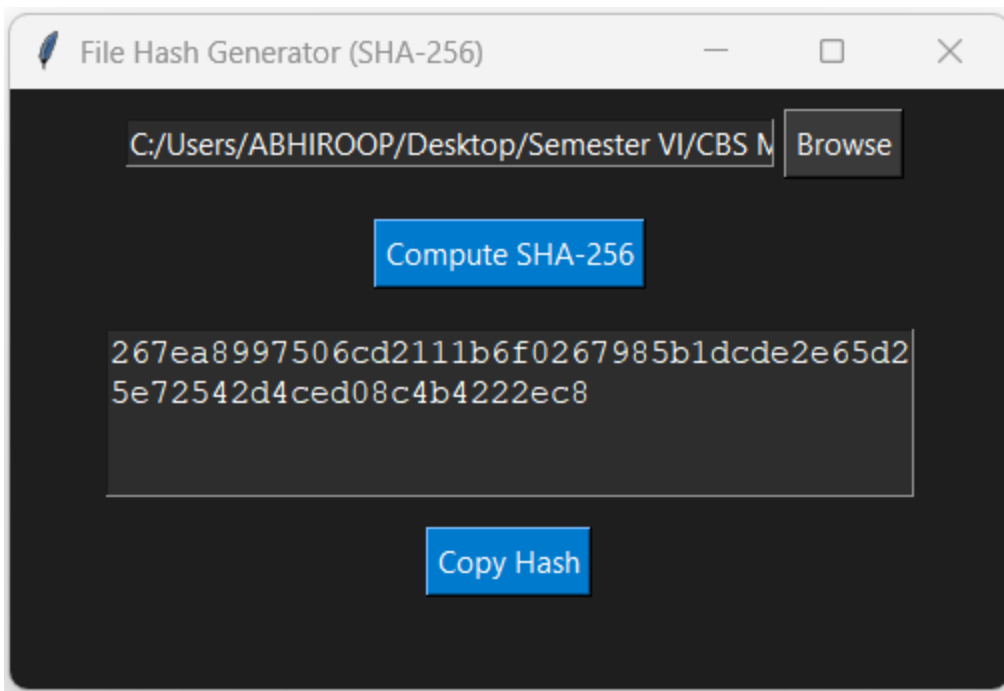 File Hash Generator (SHA-256)
C:/Users/ABHIROOP/Desktop/Semester VI/CBS M
Browse
Compute SHA-256
267ea8997506cd2111b6f0267985b1dcde2e65d2
5e72542d4ced08c4b4222ec8
Copy Hash